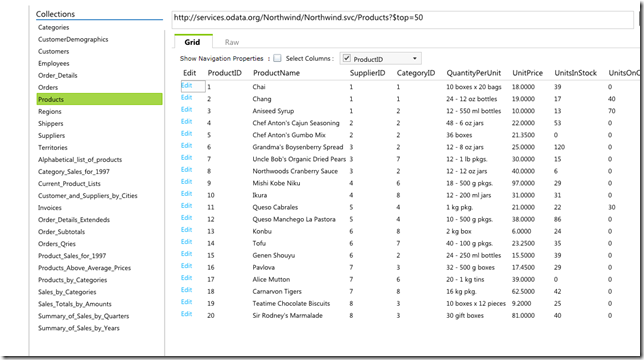 Collections
Categories
CustomerDemographics
Customers
Employees
Order_Details
Orders
Products
Regions
Shippers
Suppliers
Territories
Alphabetical_list_of_products
Category_Sales_for_1997
Current_Product_Lists
Customer_and_Suppliers_by_Cities
Invoices
Order_Details_Extendeds
Order_Subtotals
Orders_Qries
Product_Sales_for_1997
Products_Above_Average_Prices
Products_by_Categories
Sales_by_Categories
Sales_Totals_by_Amounts
Summary_of_Sales_by_Quarters
Summary_of_Sales_by_Years
http://services.odata.org/Northwind/Northwind.svc/Products?$top=50
Grid Raw
Show Navigation Properties : Select Columns: ProductID
Edit ProductID ProductName SupplierID CategoryID QuantityPerUnit UnitPrice UnitsInStock UnitsOnO
Edit 1 Chai 1 1 10 boxes x 20 bags 18.0000 39 0
Edit 2 Chang 1 1 24 - 12 oz bottles 19.0000 17 40
Edit 3 Aniseed Syrup 1 2 12 - 550 ml bottles 10.0000 13 70
Edit 4 Chef Anton's Cajun Seasoning 2 2 48 - 6 oz jars 22.0000 53 0
Edit 5 Chef Anton's Gumbo Mix 2 2 36 boxes 21.3500 0 0
Edit 6 Grandma's Boysenberry Spread 3 2 12 - 8 oz jars 25.0000 120 0
Edit 7 Uncle Bob's Organic Dried Pears 3 7 12 - 1 lb pkgs. 30.0000 15 0
Edit 8 Northwoods Cranberry Sauce 3 2 12 - 12 oz jars 40.0000 6 0
Edit 9 Mishi Kobe Niku 4 6 18 - 500 g pkgs. 97.0000 29 0
Edit 10 Ikura 4 8 12 - 200 ml jars 31.0000 31 0
Edit 11 Queso Cabrales 5 4 1 kg pkg. 21.0000 22 30
Edit 12 Queso Manchego La Pastora 5 4 10 - 500 g pkgs. 38.0000 86 0
Edit 13 Konbu 6 8 2 kg box 6.0000 24 0
Edit 14 Tofu 6 7 40 - 100 g pkgs. 23.2500 35 0
Edit 15 Genen Shouyu 6 2 24 - 250 ml bottles 15.5000 39 0
Edit 16 Pavlova 7 3 32 - 500 g boxes 17.4500 29 0
Edit 17 Alice Mutton 7 6 20 - 1 kg tins 39.0000 0 0
Edit 18 Carnarvon Tigers 7 8 16 kg pkg. 62.5000 42 0
Edit 19 Teatime Chocolate Biscuits 8 3 10 boxes x 12 pieces 9.2000 25 0
Edit 20 Sir Rodney's Marmalade 8 3 30 gift boxes 81.0000 40 0